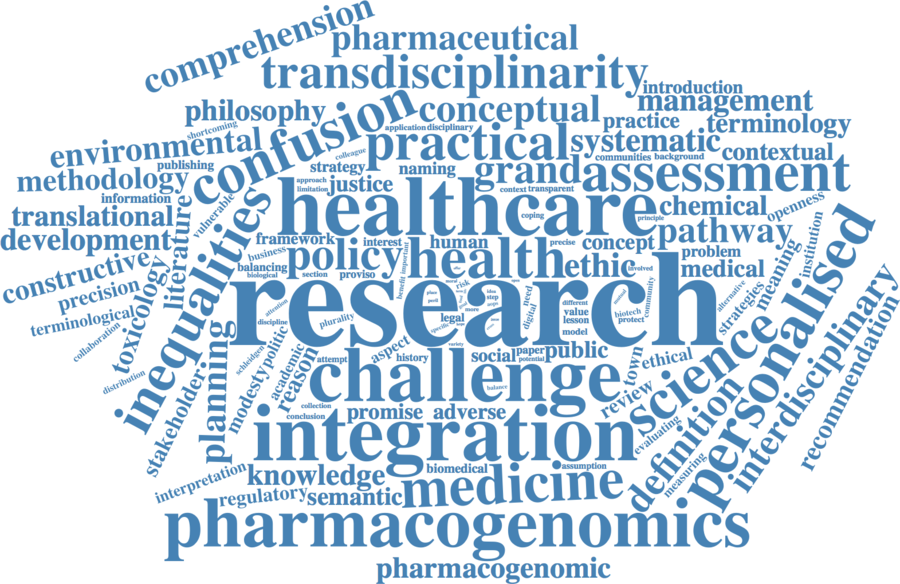 comprehension
pharmaceutical
transdisciplinarity
introduction
management
philosophy
confusion
conceptual
practice
terminology
shortcoming
application
disciplinary
environmental
practical
systematic
contextual
colleague
communities
background
publishing
strategy
naming
grand
assessment
methodology
approach
limitation
justice
healthcare
context
transparent
chemical
openness
information
vulnerable
literature
inequalities
translational
coping
principle
pathway
institution
development
framework
interest
human
precise
concept
problem
personalised
business
policy
important
health
ethic
involved
medical
meaning
constructive
balancing
biological
section
proviso
benefit
risk
precision
toxicology
research
alternative
strategies
terminological
attention
plurality
legal
step
need
digital
different
value
lesson
model
biotech
protect
community
collaboration
discipline
specific
more
planning
politic
modesty
schleidgen
academic
reason
attempt
aspect
history
variety
social
paper
potential
public
town
ethical
science
interdisciplinary
distribution
stakeholder
challenge
balance
review
recommendation
collection
conclusion
promise
adverse
integration
definition
evaluating
measuring
interpretation
knowledge
biomedical
assumption
regulatory
semantic
medicine
pharmacogenomics
pharmacogenomic